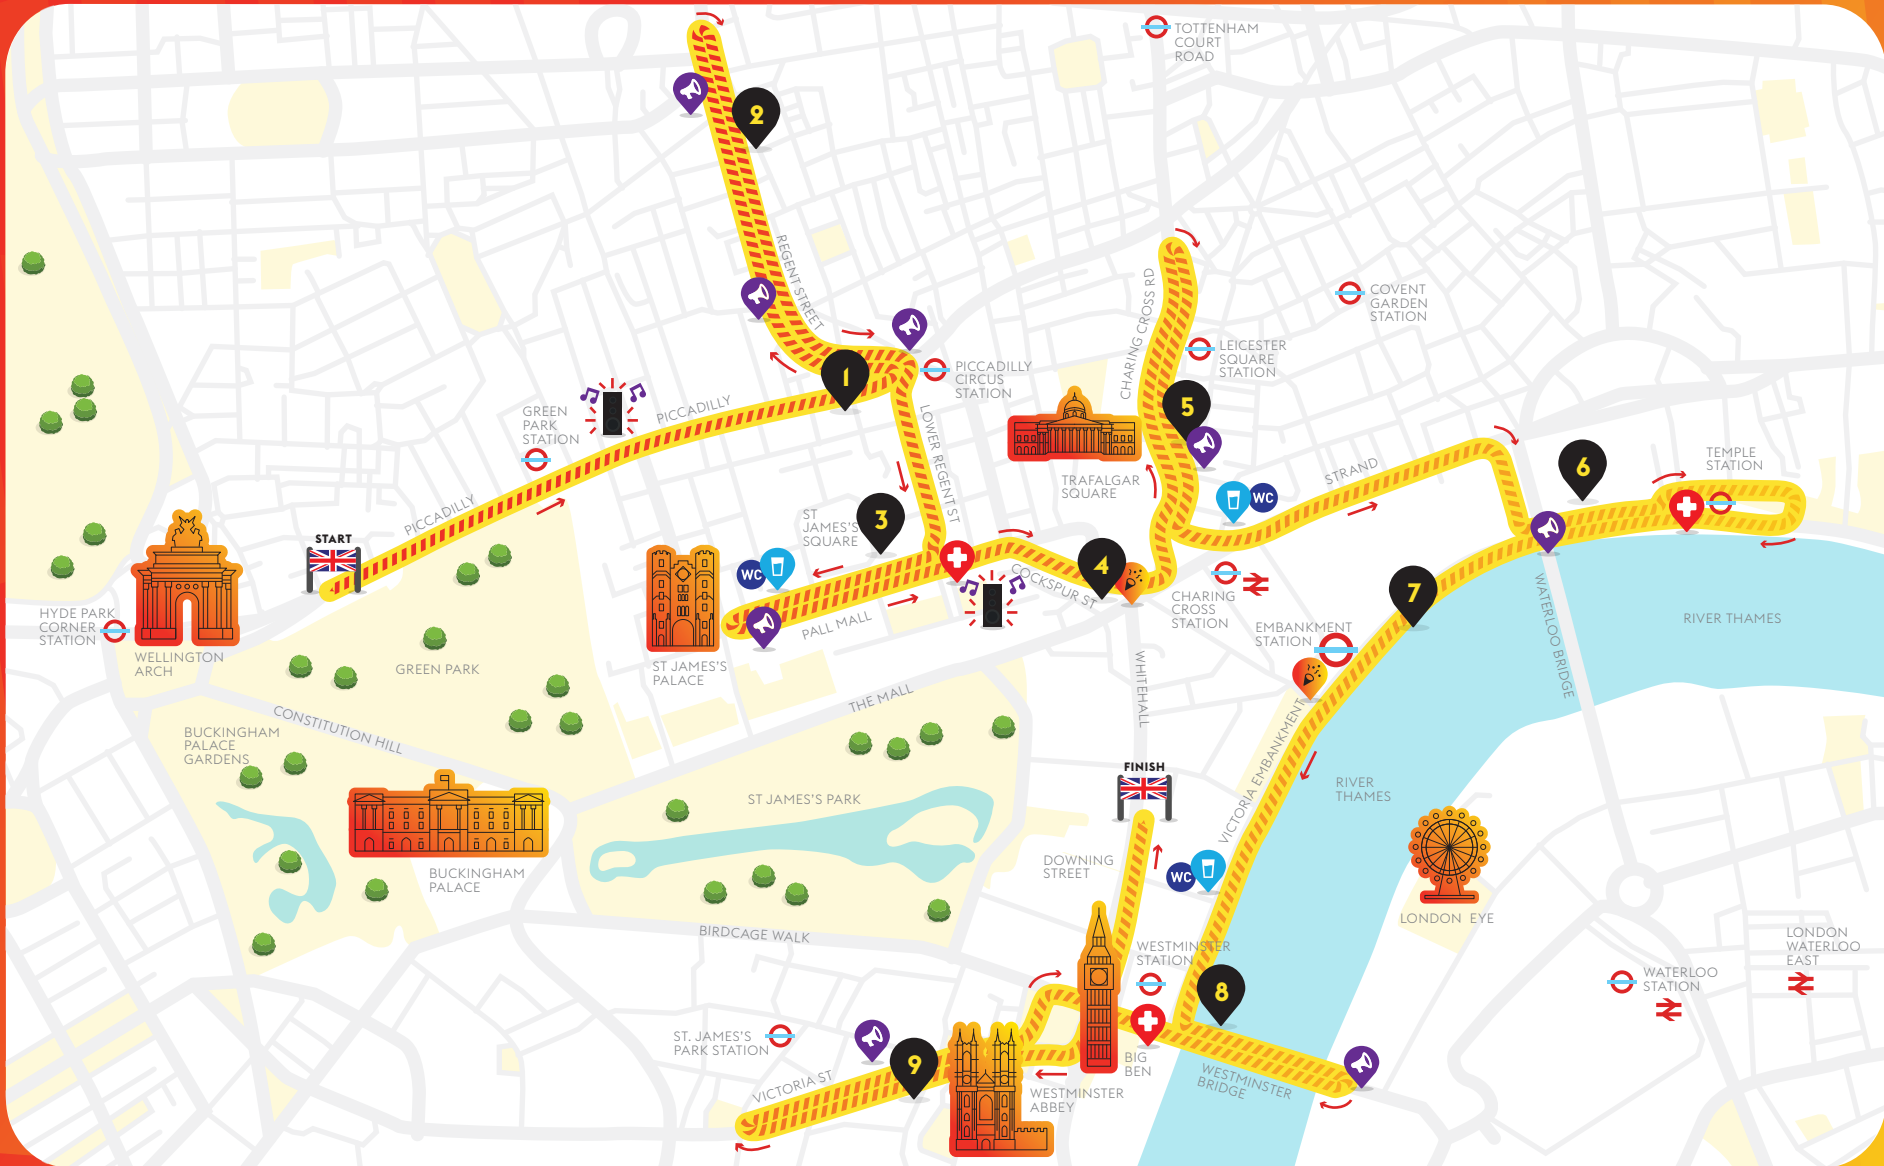 TOTTENHAM
COURT
ROAD
2
REGENT STREET
CHARING CROSS RD
COVENT
GARDEN
STATION
LEICESTER
SQUARE
STATION
PICCADILLY
CIRCUS
STATION
1
PICCADILLY
GREEN
PARK
STATION
5
LOWER REGENT ST
TRAFALGAR
SQUARE
STRAND
WC
6
TEMPLE
STATION
PICCADILLY
START
ST
JAMES'S
SQUARE
3
WC
PALL MALL
COCKSPUR ST
4
CHARING
CROSS
STATION
EMBANKMENT
STATION
7
WATERLOO BRIDGE
RIVER THAMES
HYDE PARK
CORNER
STATION
WELLINGTON
ARCH
GREEN PARK
ST JAMES'S
PALACE
THE MALL
WHITEHALL
CONSTITUTION HILL
BUCKINGHAM
PALACE
GARDENS
VICTORIA EMBANKMENT
RIVER
THAMES
FINISH
ST JAMES'S PARK
BUCKINGHAM
PALACE
DOWNING
STREET
WC
LONDON EYE
BIRDCAGE WALK
WESTMINSTER
STATION
8
LONDON
WATERLOO
EAST
WATERLOO
STATION
ST. JAMES'S
PARK STATION
9
VICTORIA ST
BIG
BEN
WESTMINSTER
ABBEY
WESTMINSTER
BRIDGE